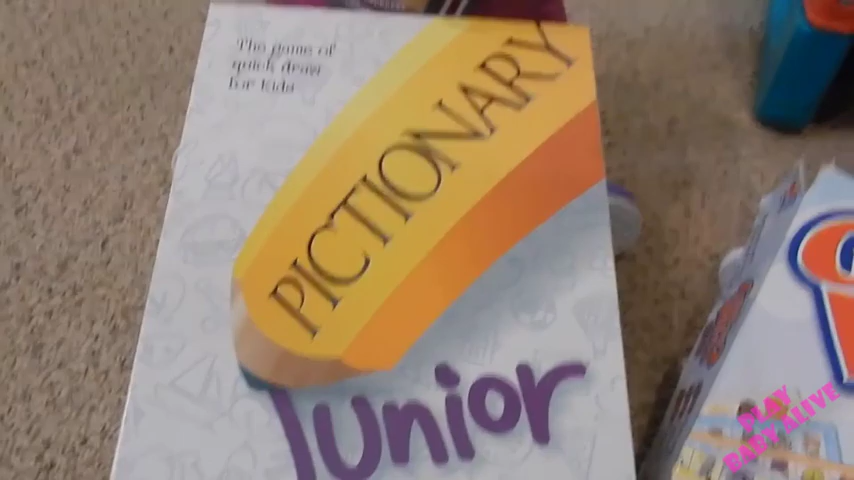 The game of
quick draw
for kids
PICTIONARY
Junior
PLAY
BABY ALIVE